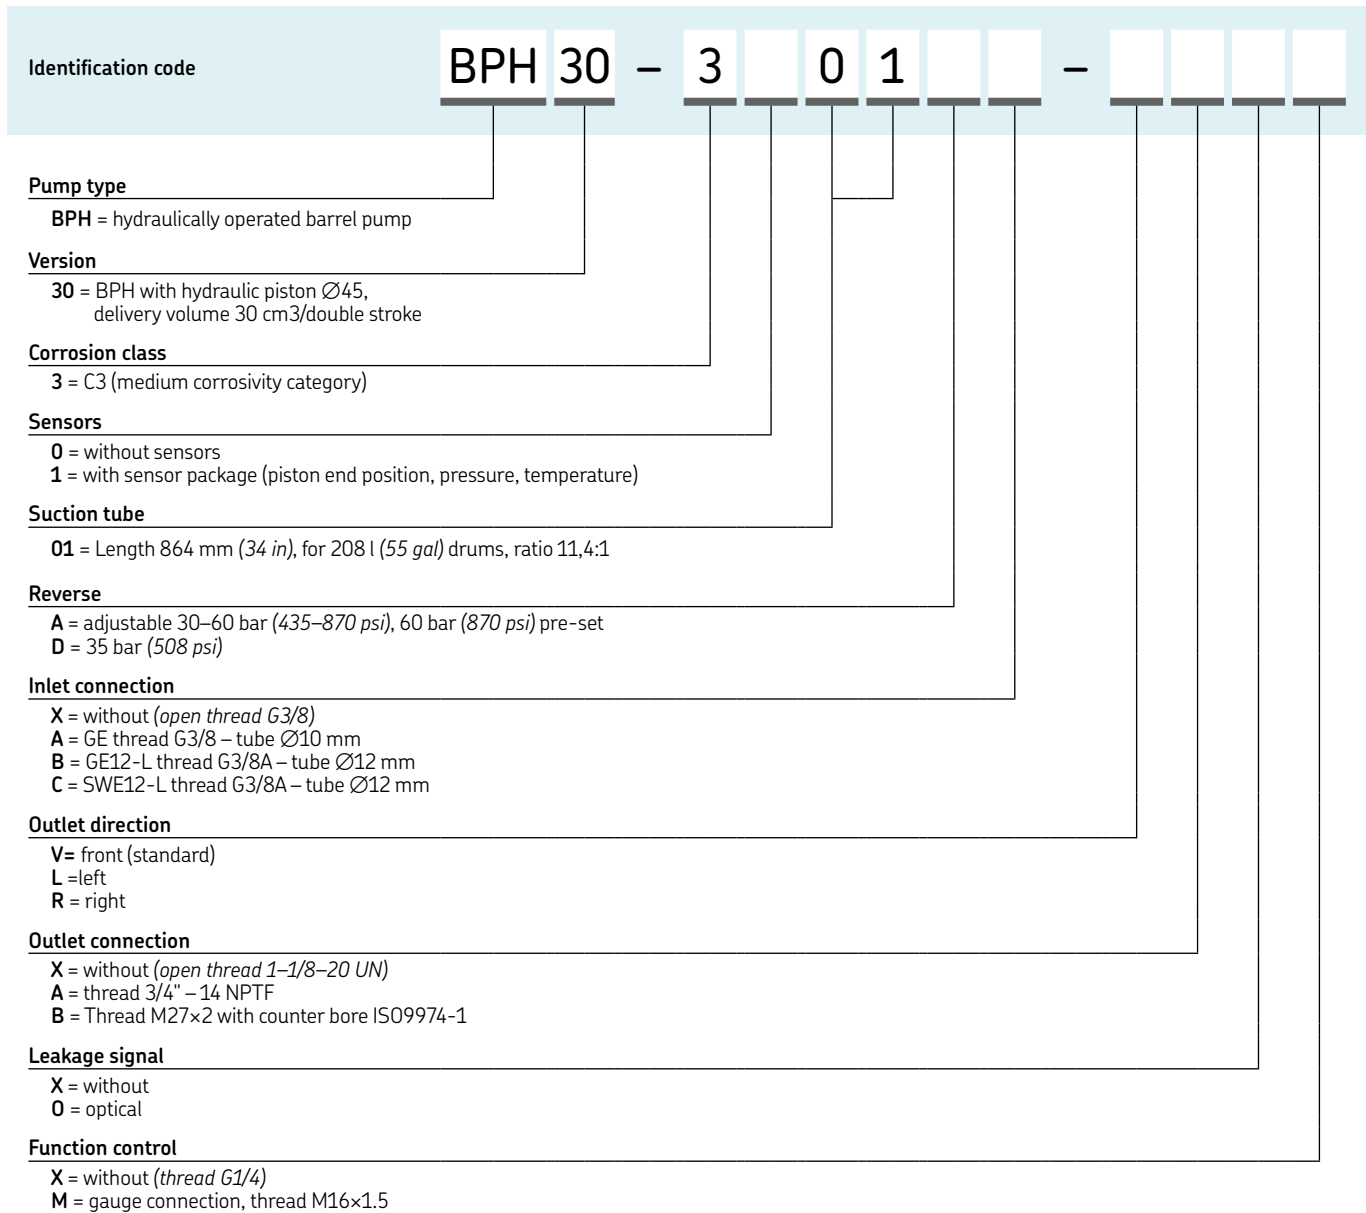 Identification code BPH 30 – 3 0 1 –
Pump type
BPH = hydraulically operated barrel pump
Version
30 = BPH with hydraulic piston ∅45,
delivery volume 30 cm3/double stroke
Corrosion class
3 = C3 (medium corrosivity category)
Sensors
0 = without sensors
1 = with sensor package (piston end position, pressure, temperature)
Suction tube
01 = Length 864 mm (34 in), for 208 l (55 gal) drums, ratio 11,4:1
Reverse
A = adjustable 30–60 bar (435–870 psi), 60 bar (870 psi) pre-set
D = 35 bar (508 psi)
Inlet connection
X = without (open thread G3/8)
A = GE thread G3/8 – tube ∅10 mm
B = GE12-L thread G3/8A – tube ∅12 mm
C = SWE12-L thread G3/8A – tube ∅12 mm
Outlet direction
V= front (standard)
L =left
R = right
Outlet connection
X = without (open thread 1–1/8–20 UN)
A = thread 3/4" – 14 NPTF
B = Thread M27×2 with counter bore ISO9974-1
Leakage signal
X = without
O = optical
Function control
X = without (thread G1/4)
M = gauge connection, thread M16×1.5